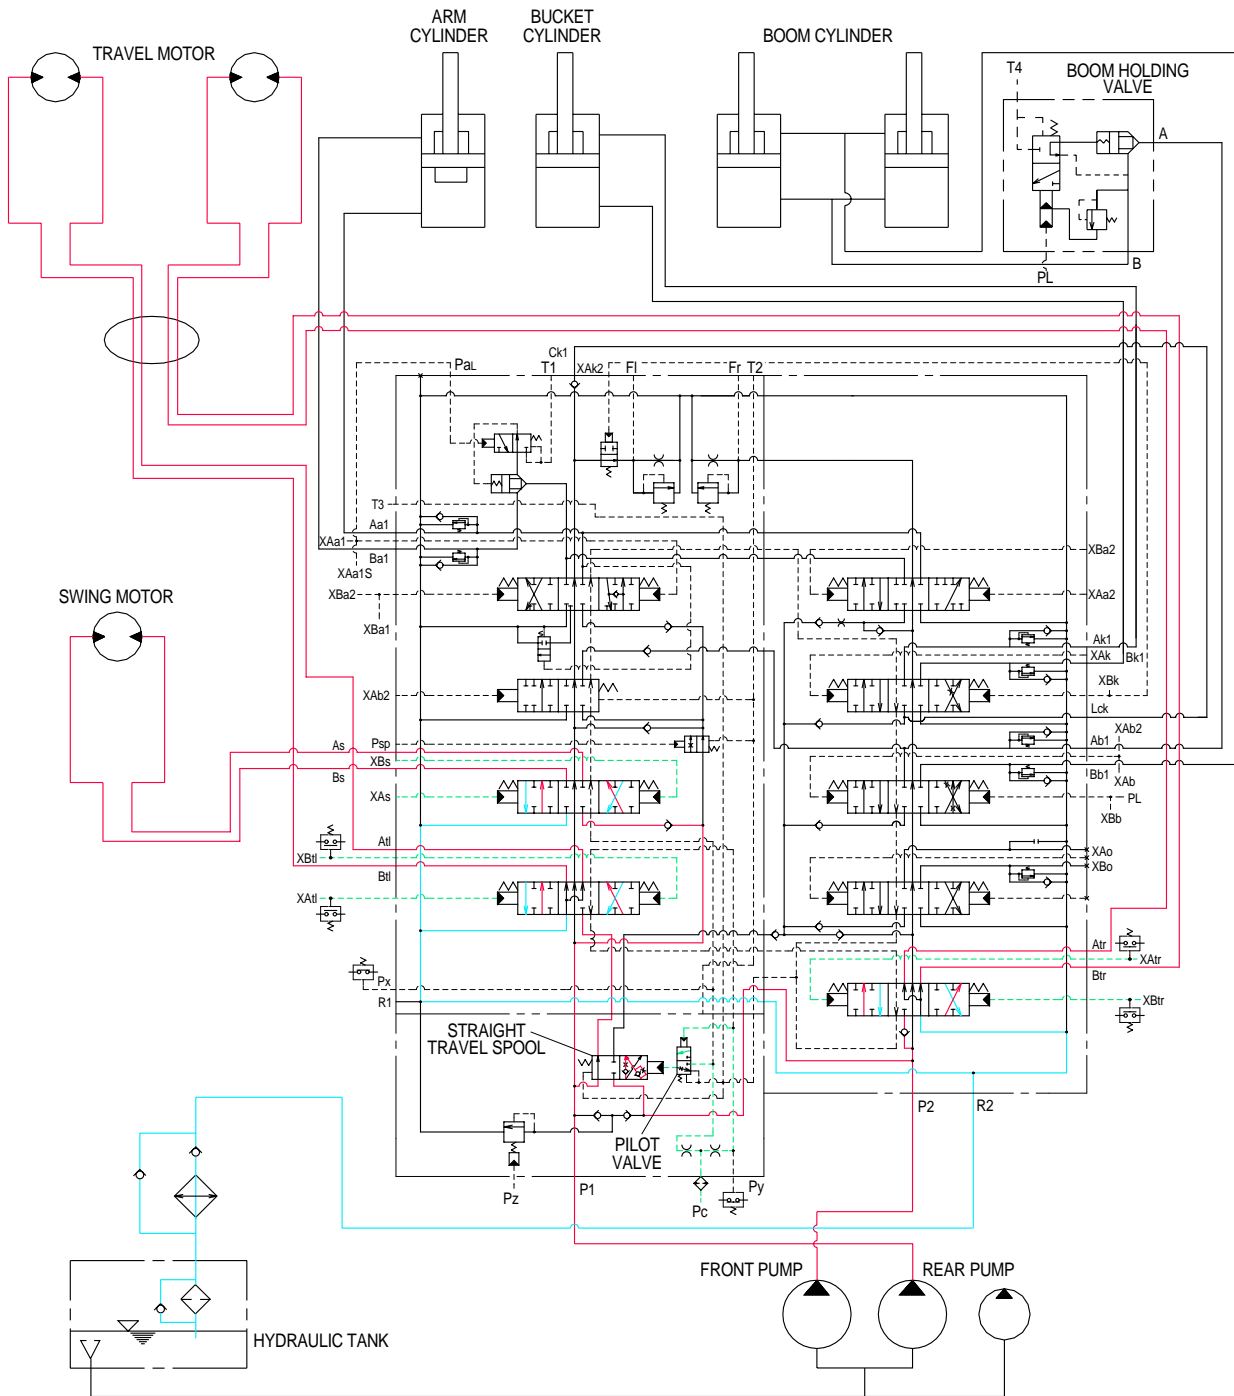 ARM
CYLINDER
BUCKET
CYLINDER
BOOM CYLINDER
TRAVEL MOTOR
T4
BOOM HOLDING
VALVE
A
B
PL
Ck1
PaL
T1
XAk2
Fl
Fr
T2
T3
Aa1
XAa1
Ba1
XAa1S
XBa2
XBa1
XBa2
XAa2
SWING MOTOR
Ak1
XAk
Bk1
XBk
Lck
XAb2
XAb2
Psp
As
XBs
Bs
XAs
Ab1
Bb1
XAb
PL
XBb
Atl
XBtl
Btl
XAtl
XAo
XBo
Atr
XAtr
Btr
XBtr
Px
R1
STRAIGHT
TRAVEL SPOOL
PILOT
VALVE
P2
R2
Pz
P1
Pc
Py
FRONT PUMP
REAR PUMP
HYDRAULIC TANK